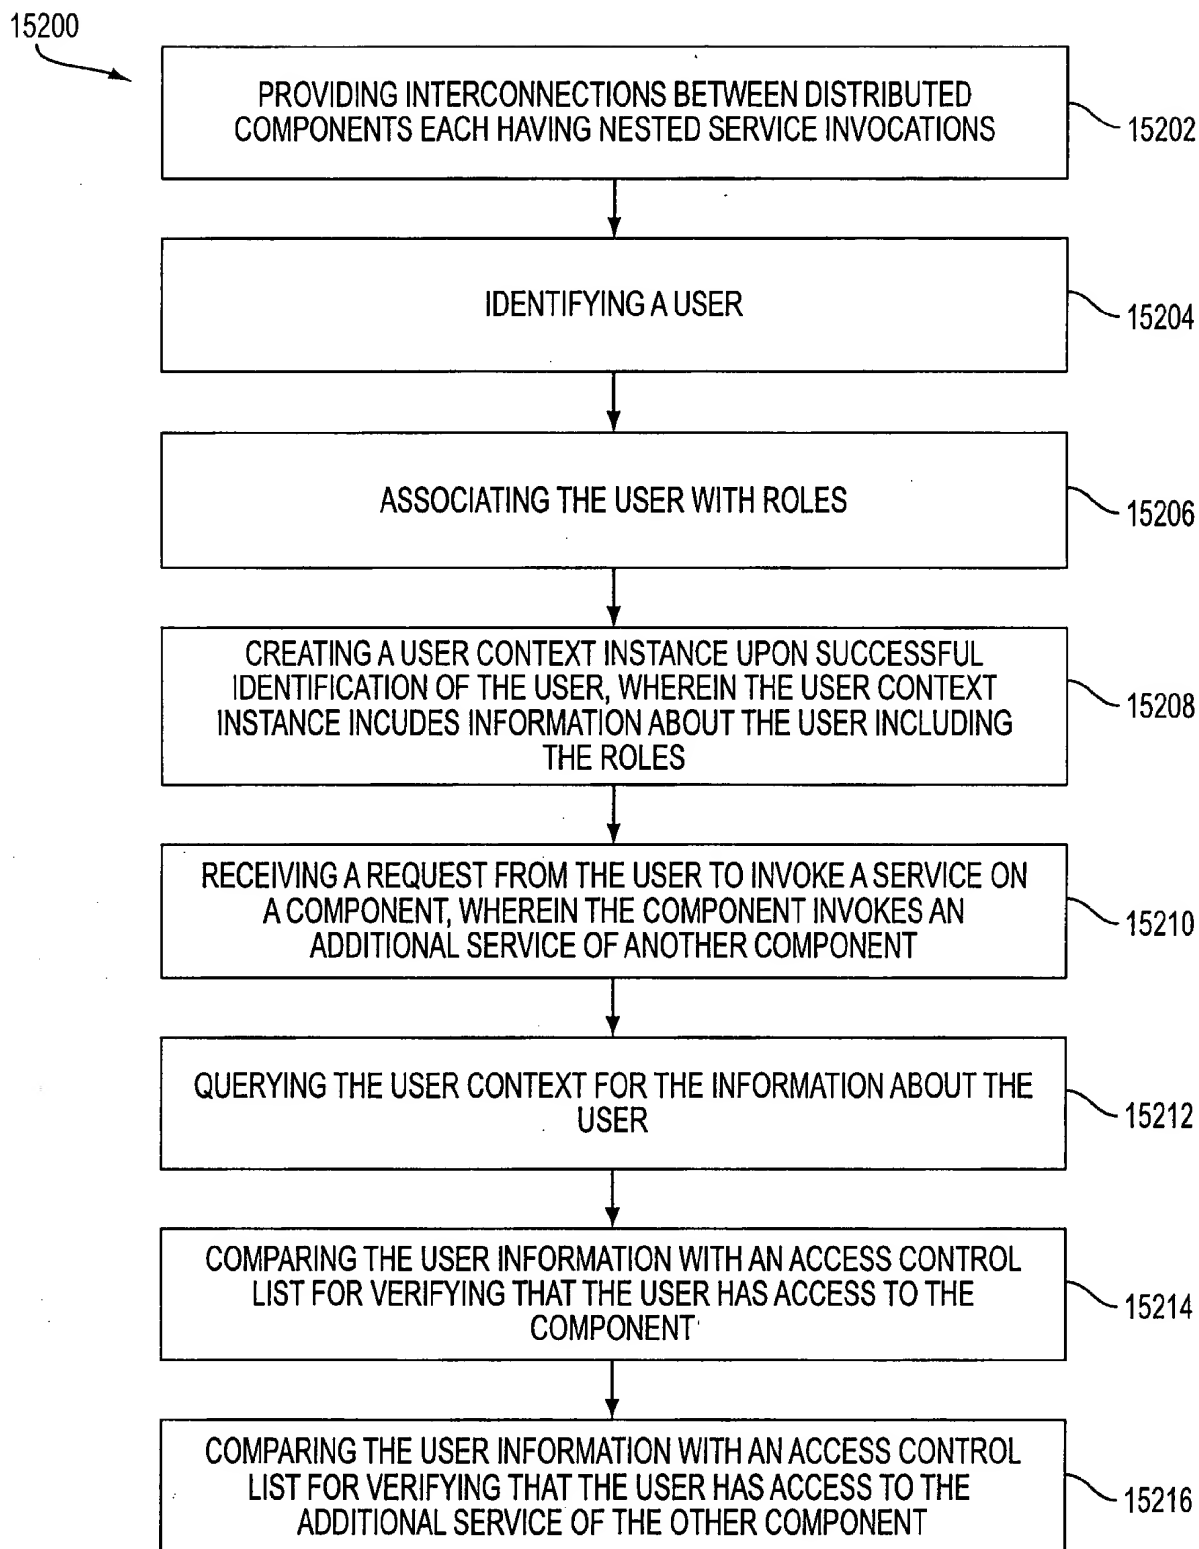 15200
PROVIDING INTERCONNECTIONS BETWEEN DISTRIBUTED
COMPONENTS EACH HAVING NESTED SERVICE INVOCATIONS
15202
IDENTIFYING A USER
15204
ASSOCIATING THE USER WITH ROLES
15206
CREATING A USER CONTEXT INSTANCE UPON SUCCESSFUL
IDENTIFICATION OF THE USER, WHEREIN THE USER CONTEXT
INSTANCE INCUDES INFORMATION ABOUT THE USER INCLUDING
THE ROLES
15208
RECEIVING A REQUEST FROM THE USER TO INVOKE A SERVICE ON
A COMPONENT, WHEREIN THE COMPONENT INVOKES AN
ADDITIONAL SERVICE OF ANOTHER COMPONENT
15210
QUERYING THE USER CONTEXT FOR THE INFORMATION ABOUT THE
USER
15212
COMPARING THE USER INFORMATION WITH AN ACCESS CONTROL
LIST FOR VERIFYING THAT THE USER HAS ACCESS TO THE
COMPONENT
15214
COMPARING THE USER INFORMATION WITH AN ACCESS CONTROL
LIST FOR VERIFYING THAT THE USER HAS ACCESS TO THE
ADDITIONAL SERVICE OF THE OTHER COMPONENT
15216